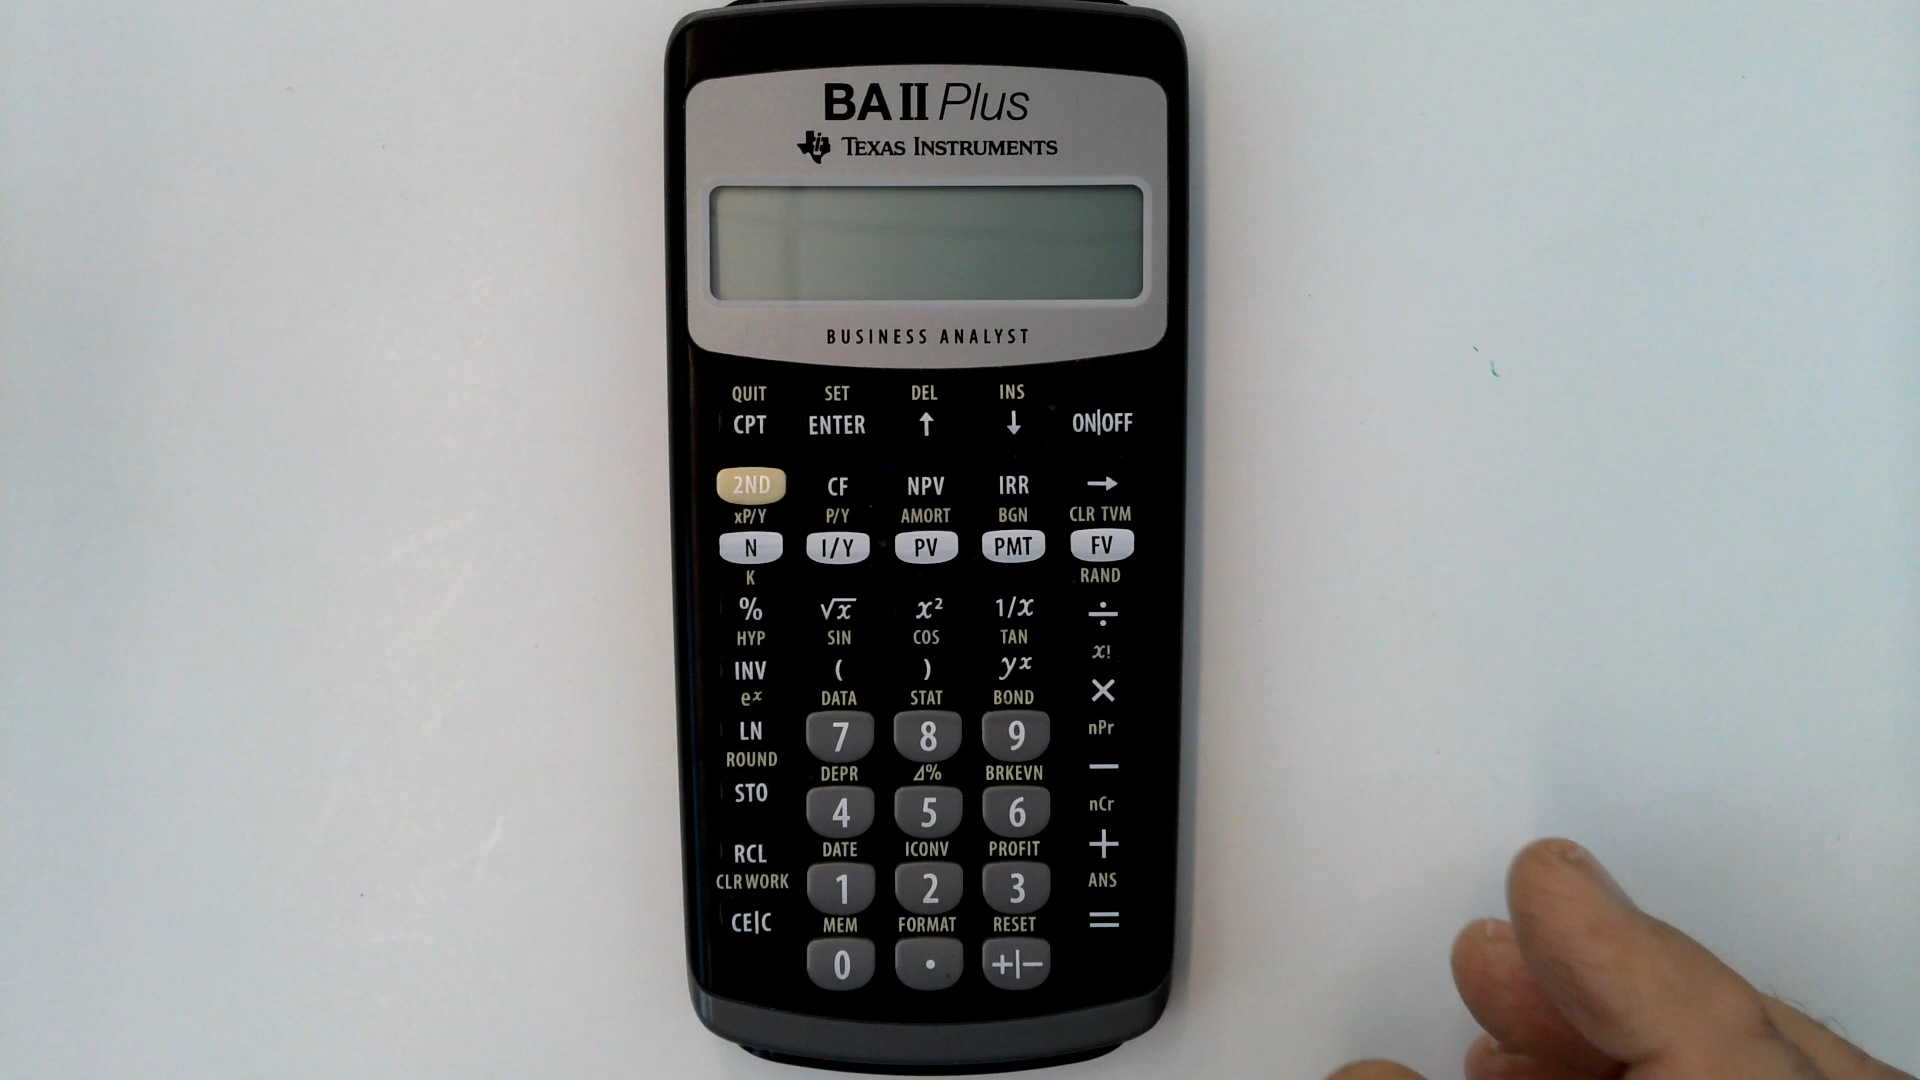 BA II Plus
TEXAS INSTRUMENTS
BUSINESS ANALYST
QUIT SET DEL INS
CPT ENTER ↑ ↓ ON|OFF
2ND CF NPV IRR →
xP/Y P/Y AMORT BGN CLR TVM
N I/Y PV PMT FV
K RAND
% √x x² 1/x ÷
HYP SIN COS TAN x!
INV ( ) yˣ ×
eˣ DATA STAT BOND nPr
LN 7 8 9 −
ROUND DEPR Δ% BRKEVN nCr
STO 4 5 6 +
DATE ICONV PROFIT ANS
RCL 1 2 3 =
CLR WORK MEM FORMAT RESET
CE|C 0 . +|−